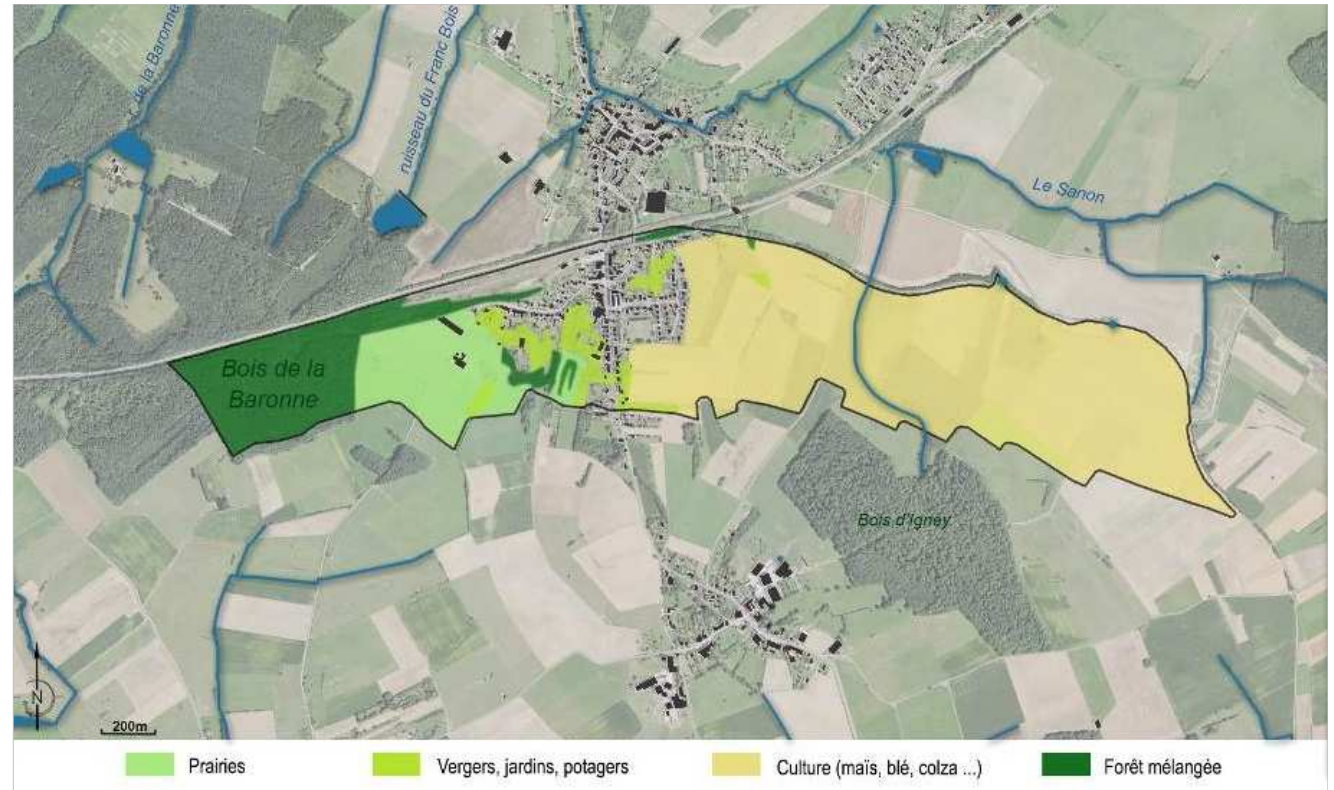 de la Baronne
ruisseau du Franc Bois
Le Sanon
Bois de la
Baronne
Bois d'Igney
N
200m
Prairies
Vergers, jardins, potagers
Culture (maïs, blé, colza ...)
Forêt mélangée